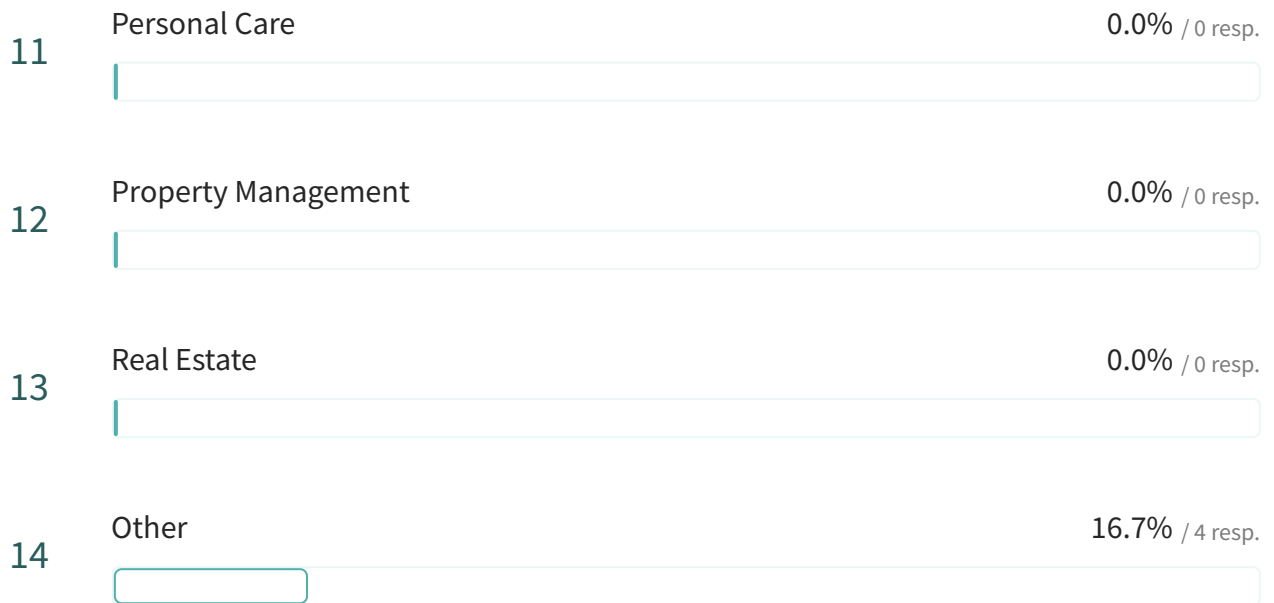 Personal Care 0.0% / 0 resp.
11
Property Management 0.0% / 0 resp.
12
Real Estate 0.0% / 0 resp.
13
Other 16.7% / 4 resp.
14